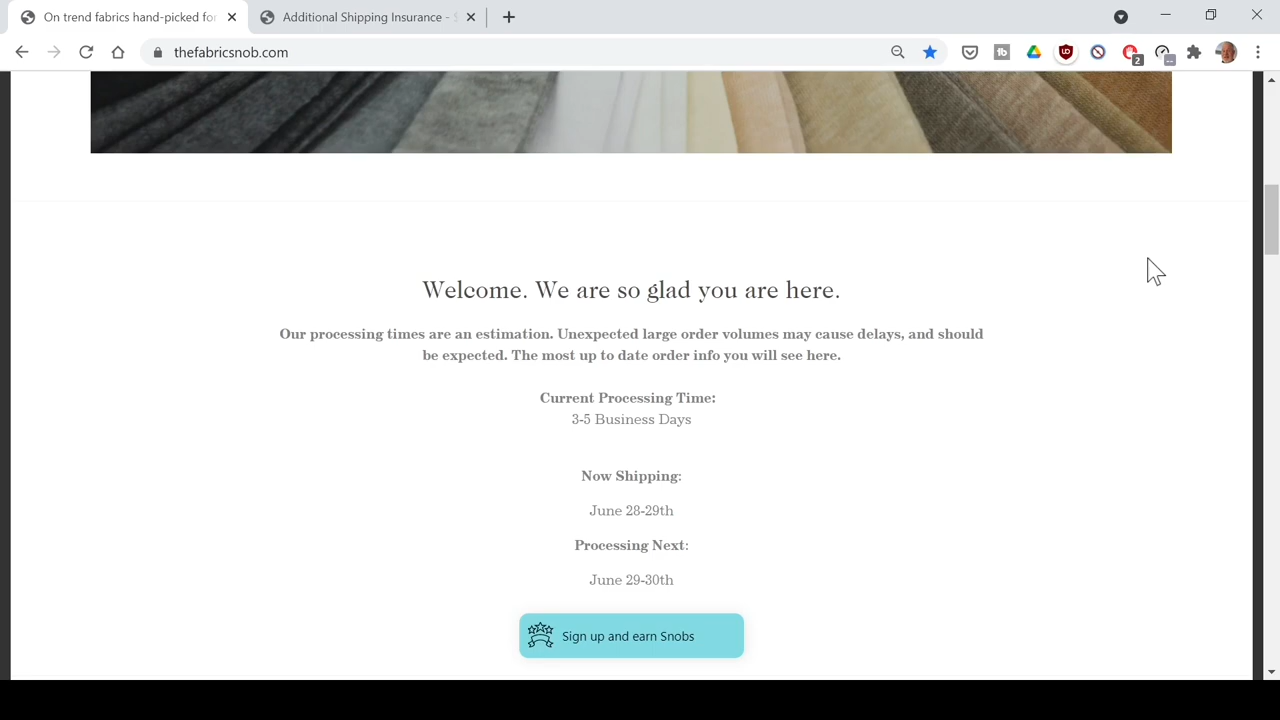 On trend fabrics hand-picked for
Additional Shipping Insurance -
thefabricsnob.com
2
Welcome. We are so glad you are here.
Our processing times are an estimation. Unexpected large order volumes may cause delays, and should
be expected. The most up to date order info you will see here.
Current Processing Time:
3-5 Business Days
Now Shipping:
June 28-29th
Processing Next:
June 29-30th
Sign up and earn Snobs